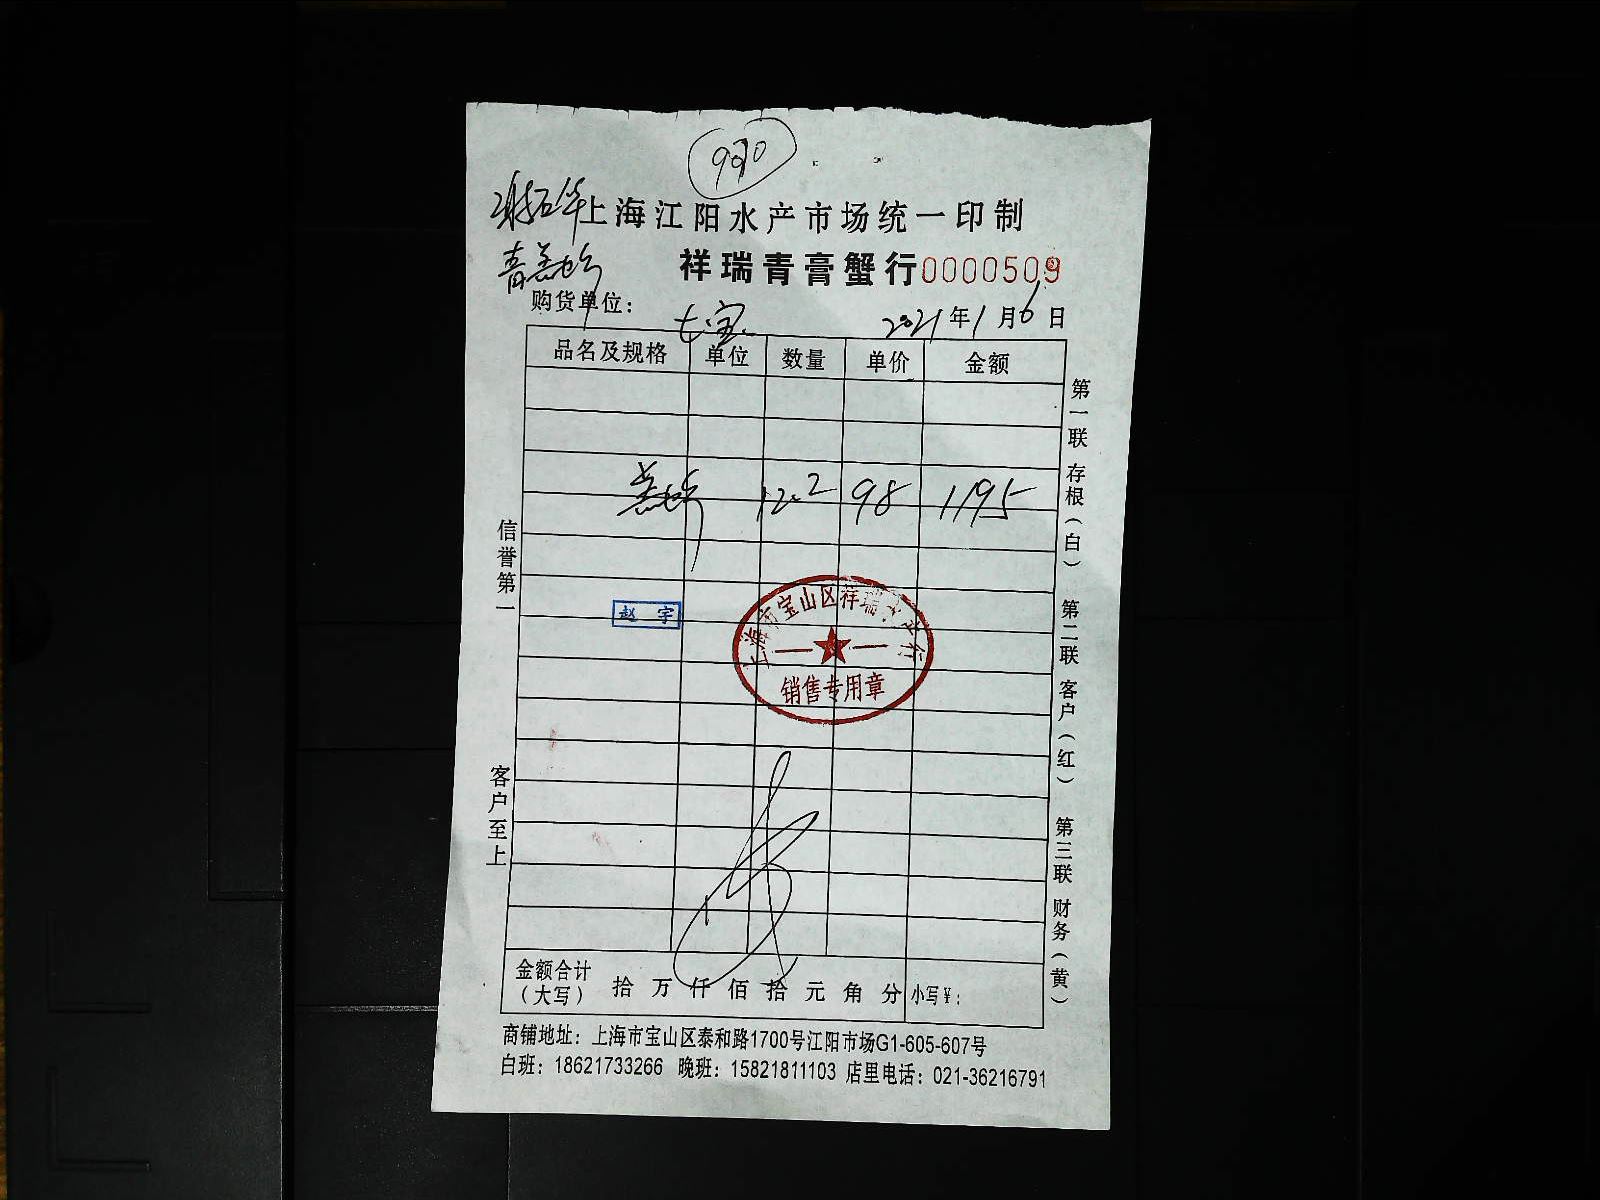 上海江阳水产市场统一印制
祥瑞青膏蟹行0000509
购货单位：七宝 2021年1月6日
品名及规格 单位 数量 单价 金额
12.2 98 1195
赵宇
上海市宝山区祥瑞
销售专用章
信誉第一
客户至上
第一联 存根（白） 第二联 客户（红） 第三联 财务（黄）
金额合计
（大写） 拾 万 仟 佰 拾 元 角 分 小写¥：
商铺地址：上海市宝山区泰和路1700号江阳市场G1-605-607号
白班：18621733266 晚班：15821811103 店里电话：021-36216791